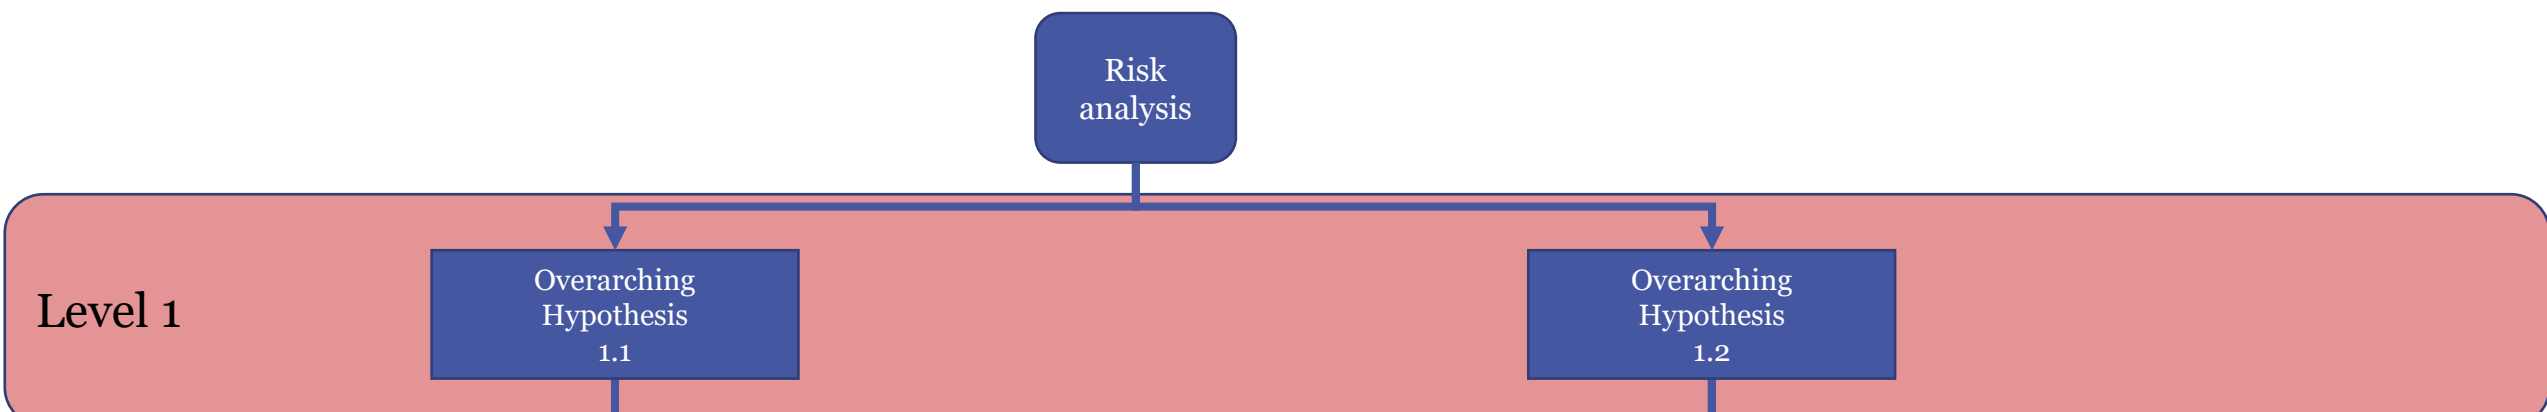 Risk
analysis
Level 1
Overarching
Hypothesis
1.1
Overarching
Hypothesis
1.2